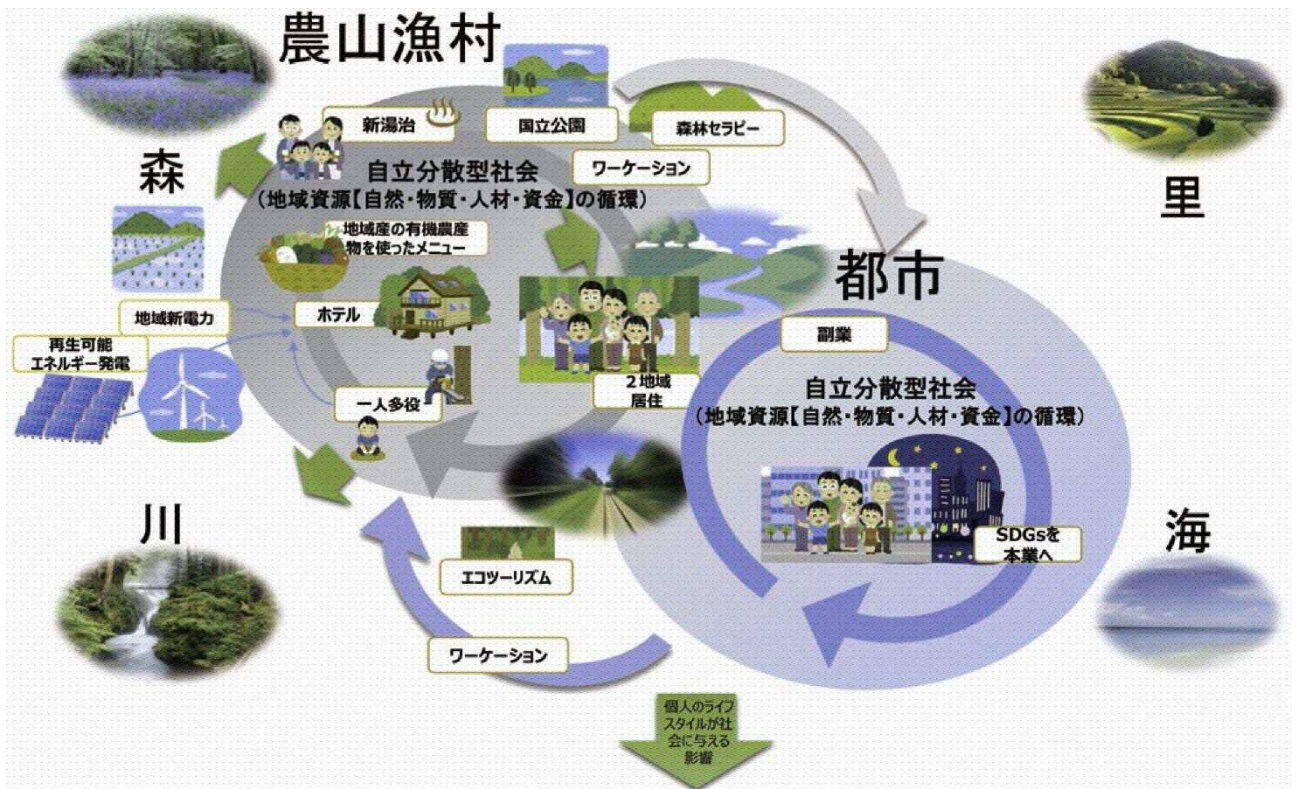 農山漁村
新湯治
国立公園
森林セラピー
ワーケーション
森
里
自立分散型社会
（地域資源【自然・物質・人材・資金】の循環）
地域産の有機農産
物を使ったメニュー
都市
地域新電力
ホテル
副業
再生可能
エネルギー発電
一人多役
２地域
居住
自立分散型社会
（地域資源【自然・物質・人材・資金】の循環）
川
海
SDGsを
本業へ
エコツーリズム
ワーケーション
個人のライフ
スタイルが社
会に与える
影響